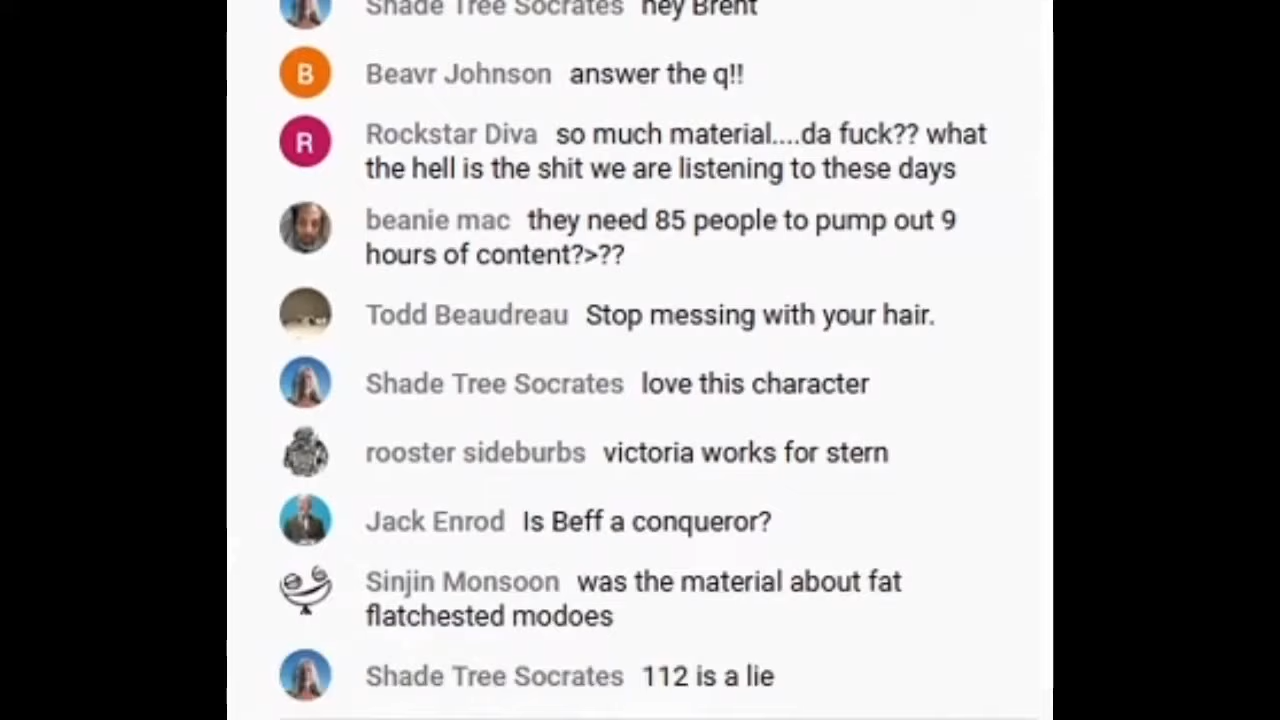 Shade Tree Socrates hey Brent
B Beavr Johnson answer the q!!
R Rockstar Diva so much material....da fuck?? what
the hell is the shit we are listening to these days
beanie mac they need 85 people to pump out 9
hours of content?>??
Todd Beaudreau Stop messing with your hair.
Shade Tree Socrates love this character
rooster sideburbs victoria works for stern
Jack Enrod Is Beff a conqueror?
Sinjin Monsoon was the material about fat
flatchested modoes
Shade Tree Socrates 112 is a lie